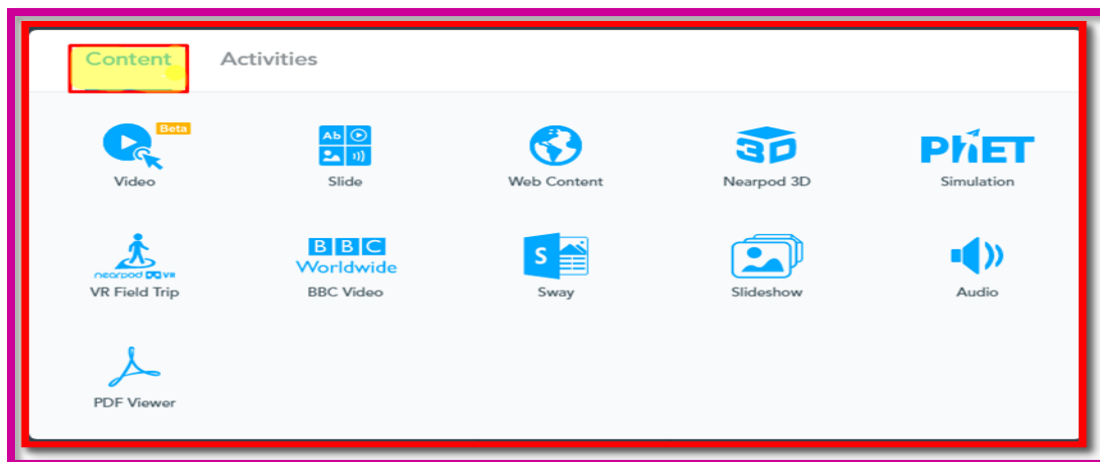 Content Activities
Beta
Ab
3D
PhET
Video Slide Web Content Nearpod 3D Simulation
BBC
Worldwide
S
nearpod VR
VR Field Trip BBC Video Sway Slideshow Audio
PDF Viewer